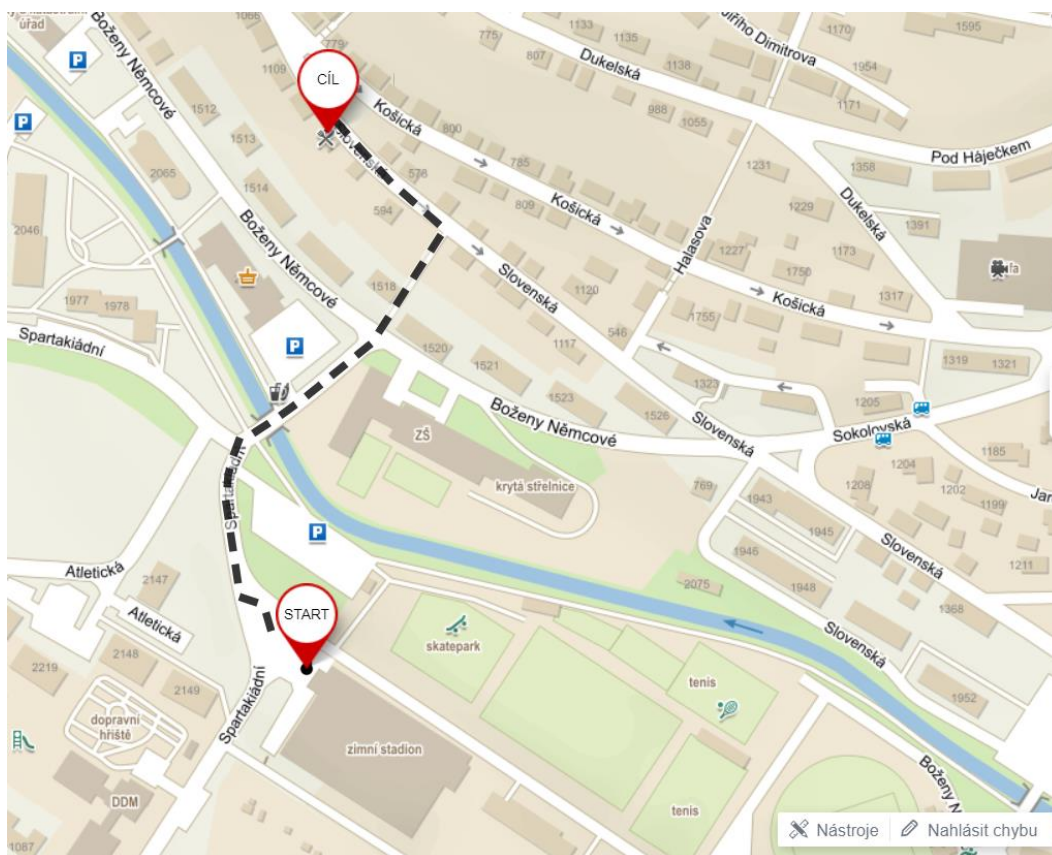 úřad
Boženy Němcové
1066
779
1109
CÍL
775
1133
1135
807
1138
Dukelská
Jiřího Dimitrova
1170
1954
1595
1171
P
1512
1513
Košická
800
988
1055
Pod Háječkem
P
2065
1514
Slovenská
576
785
1231
1358
594
809
Košická
1229
Dukelská
1391
2046
Boženy Němcové
Halasova
1227
1173
fa
1518
Slovenská
1120
1750
Košická
1317
1977
1978
Spartakiádní
P
546
1755
1520
1117
1521
1319
1321
1323
1523
1526
1205
Boženy Němcové
Slovenská
Sokolovská
ZŠ
Spartakiádní
krytá střelnice
769
1204
1185
1208
1202
1199
1943
1945
P
Slovenská
1946
1211
Atletická
2147
2075
1948
1368
START
Atletická
skatepark
Slovenská
2219
2148
2149
tenis
1952
Spartakiádní
dopravní
hřiště
zimní stadion
DDM
tenis
Boženy N
1087
Nástroje
Nahlásit chybu